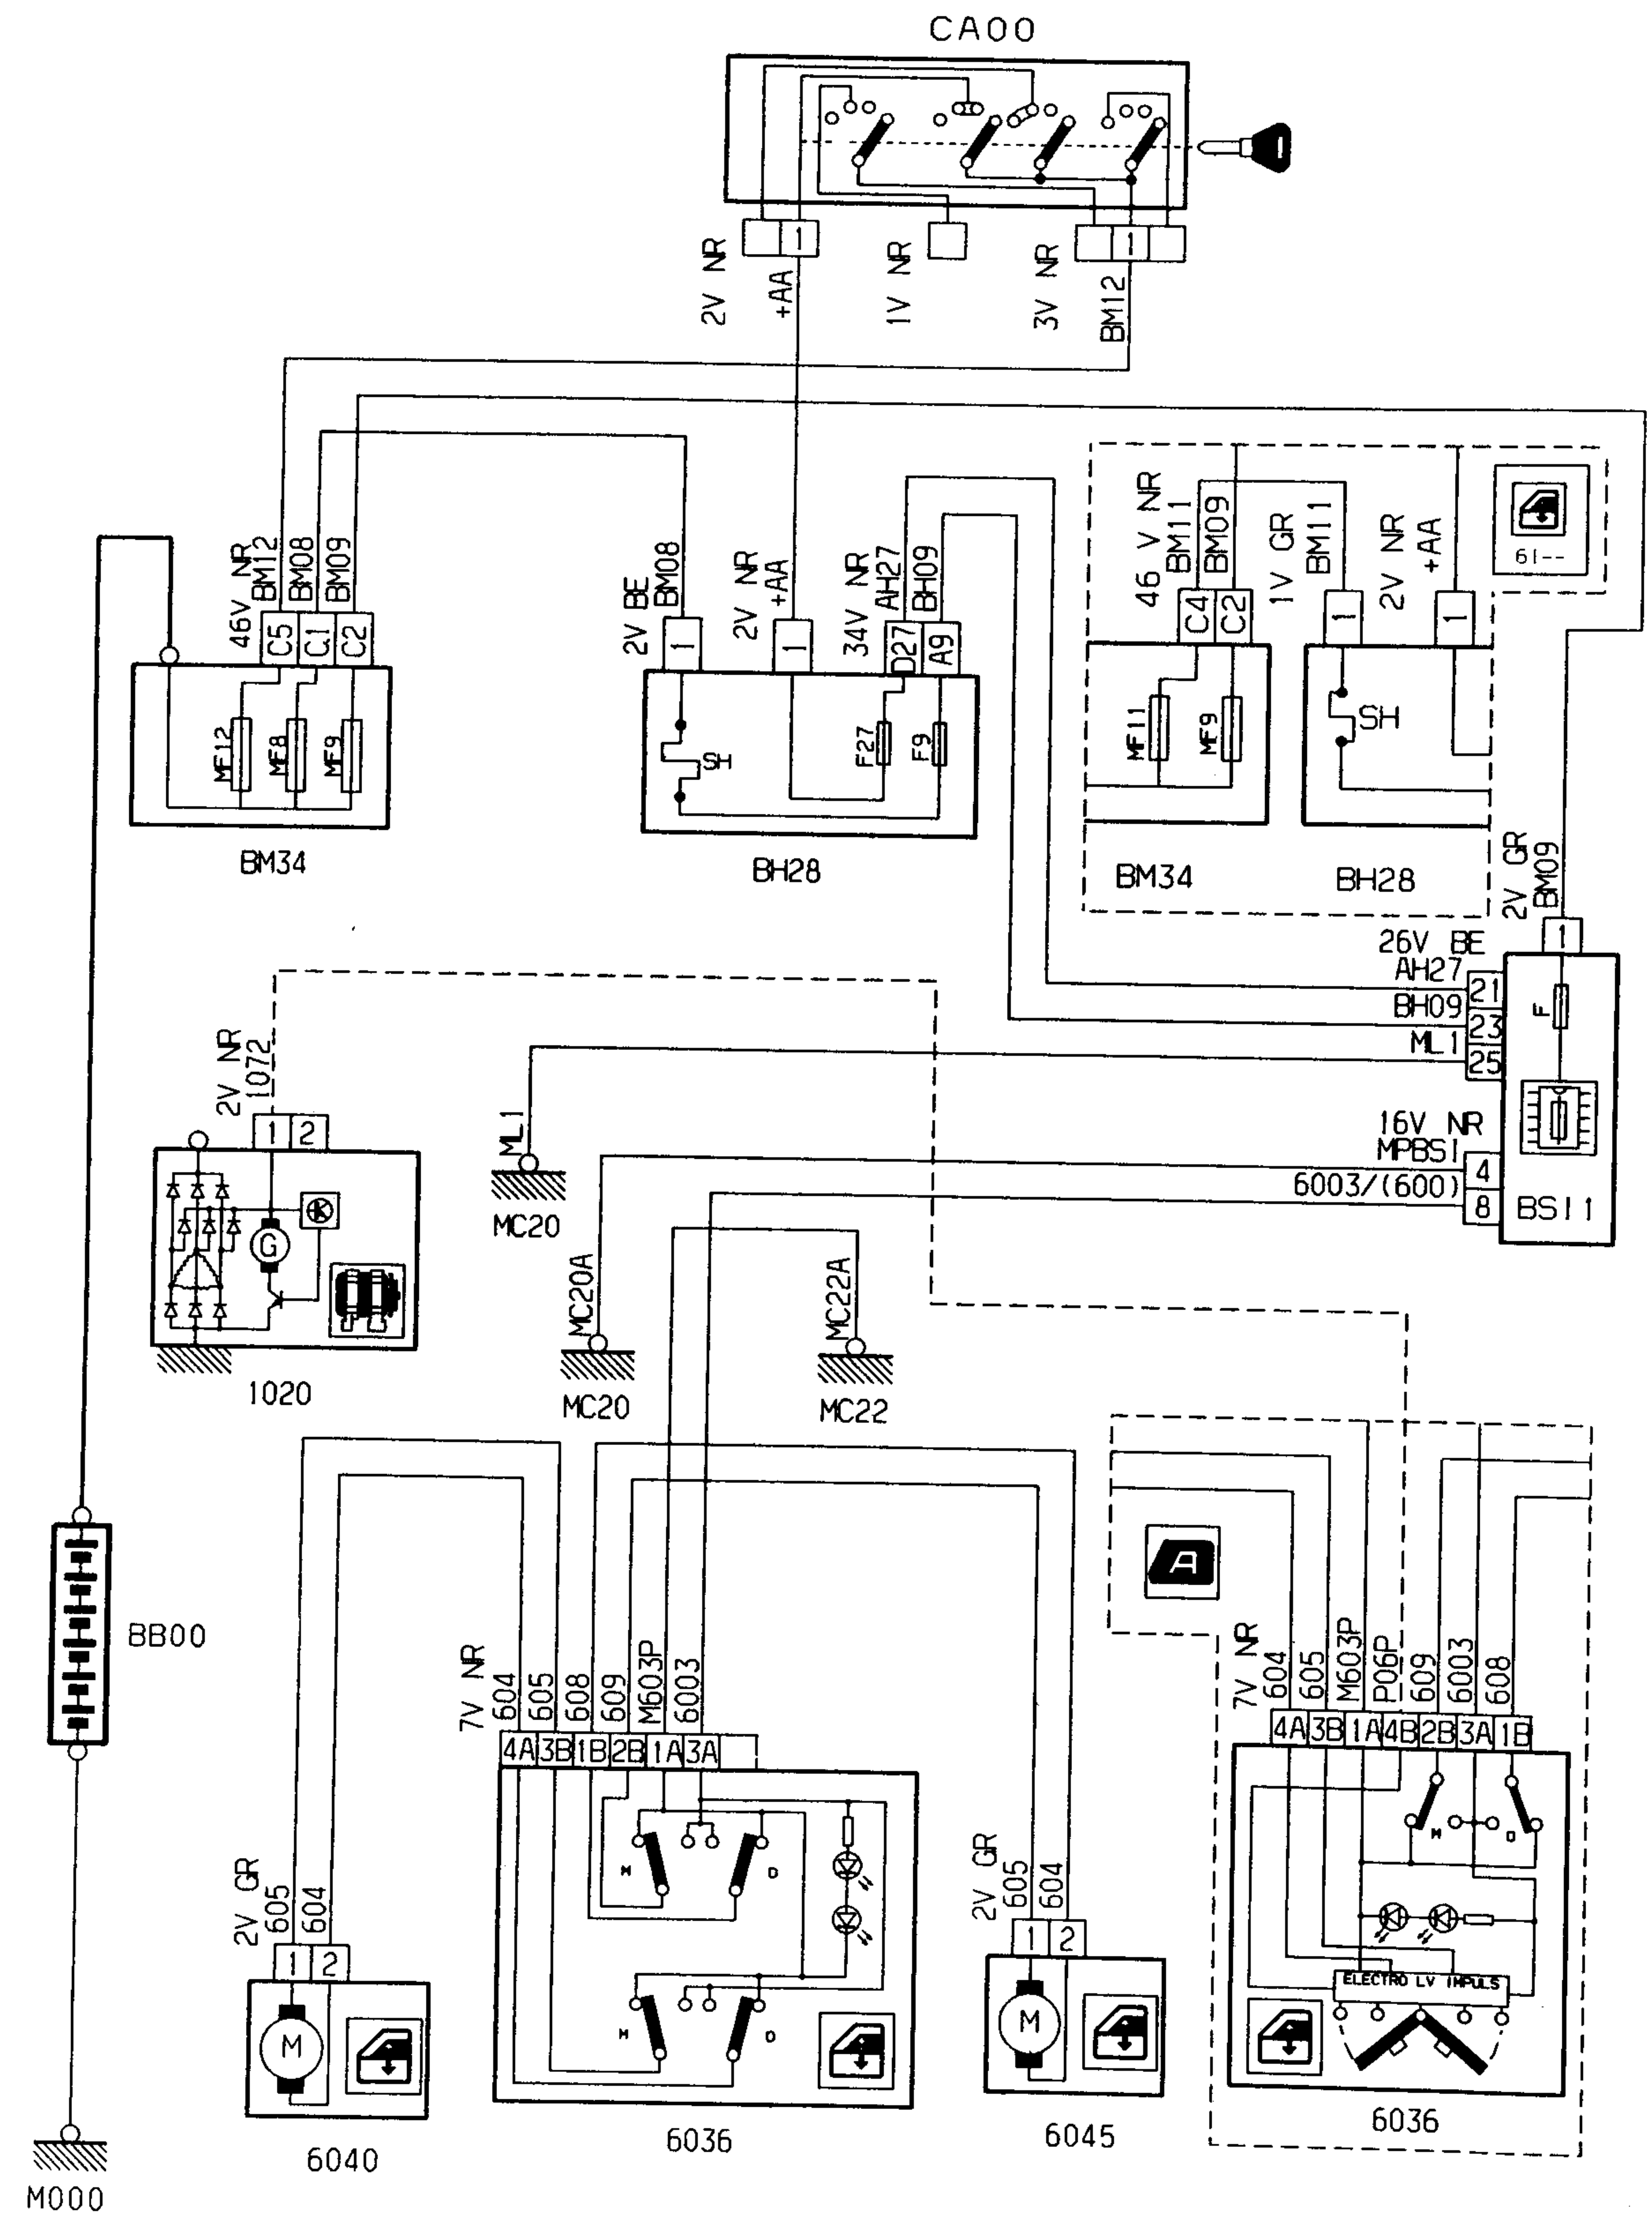 CA00
1
1
2V NR
+AA
1V NR
3V NR
BM12
46V NR
BM12
BM08
BM09
C5
C1
C2
MF12
MF8
MF9
BM34
2V BE
BM08
2V NR
+AA
34V NR
AH27
BH09
1
1
D27
A9
SH
F27
F9
BH28
46 V NR
BM11
BM09
1V GR
BM11
2V NR
+AA
61--
C4
C2
1
1
MF11
MF9
SH
BM34
BH28
2V GR
BM09
1
26V BE
AH27
21
BH09
23
ML1
25
F
16V NR
MPBSI
4
6003/(600)
8
BSI1
2V NR
1072
1
2
G
K
1020
ML1
MC20
MC20A
MC20
MC22A
MC22
BB00
M000
7V NR
604
605
608
609
M603P
6003
4A
3B
1B
2B
1A
3A
H
D
H
D
6036
2V GR
605
604
1
2
M
6040
2V GR
605
604
1
2
M
6045
A
7V NR
604
605
M603P
P06P
609
6003
608
4A
3B
1A
4B
2B
3A
1B
H
D
ELECTRO LV IMPULS
6036